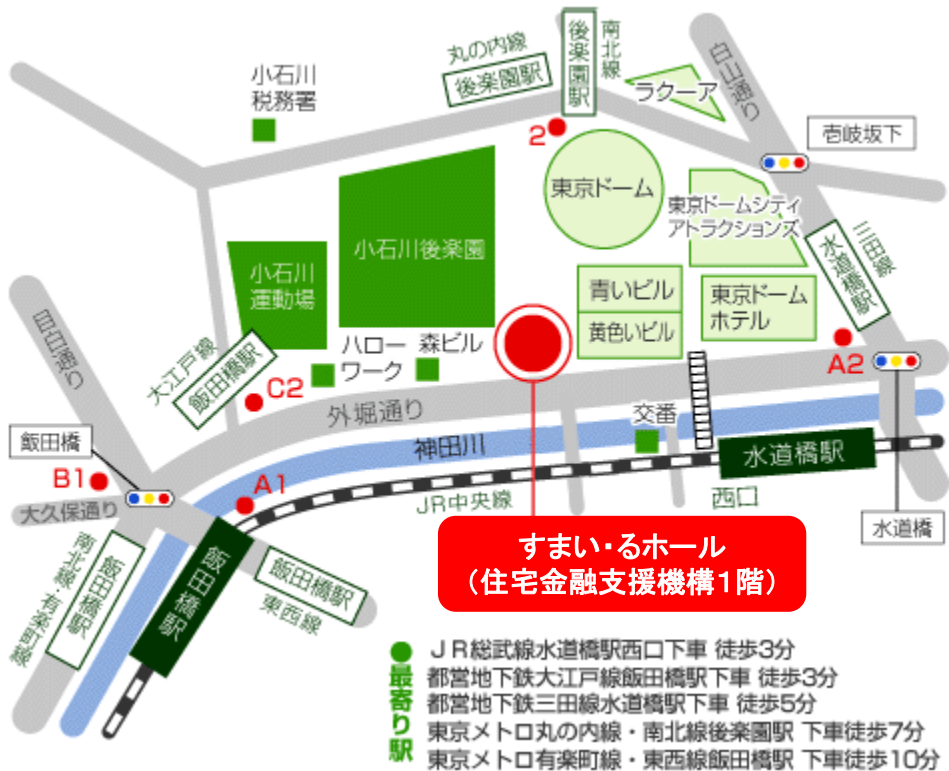 丸の内線
後楽園駅
後楽園駅
南北線
ラクーア
白山通り
小石川
税務署
2
壱岐坂下
東京ドーム
東京ドームシティ
アトラクションズ
小石川後楽園
三田線
水道橋駅
小石川
運動場
青いビル
黄色いビル
東京ドーム
ホテル
目白通り
大江戸線
飯田橋駅
ハロー
ワーク
森ビル
A2
C2
外堀通り
交番
飯田橋
神田川
水道橋駅
B1
A1
JR中央線
西口
大久保通り
水道橋
すまい・るホール
（住宅金融支援機構1階）
飯田橋駅
飯田橋駅
東西線
飯田橋駅
南北線・有楽町線
●最寄り駅
ＪＲ総武線水道橋駅西口下車 徒歩3分
都営地下鉄大江戸線飯田橋駅下車 徒歩3分
都営地下鉄三田線水道橋駅下車 徒歩5分
東京メトロ丸の内線・南北線後楽園駅 下車徒歩7分
東京メトロ有楽町線・東西線飯田橋駅 下車徒歩10分